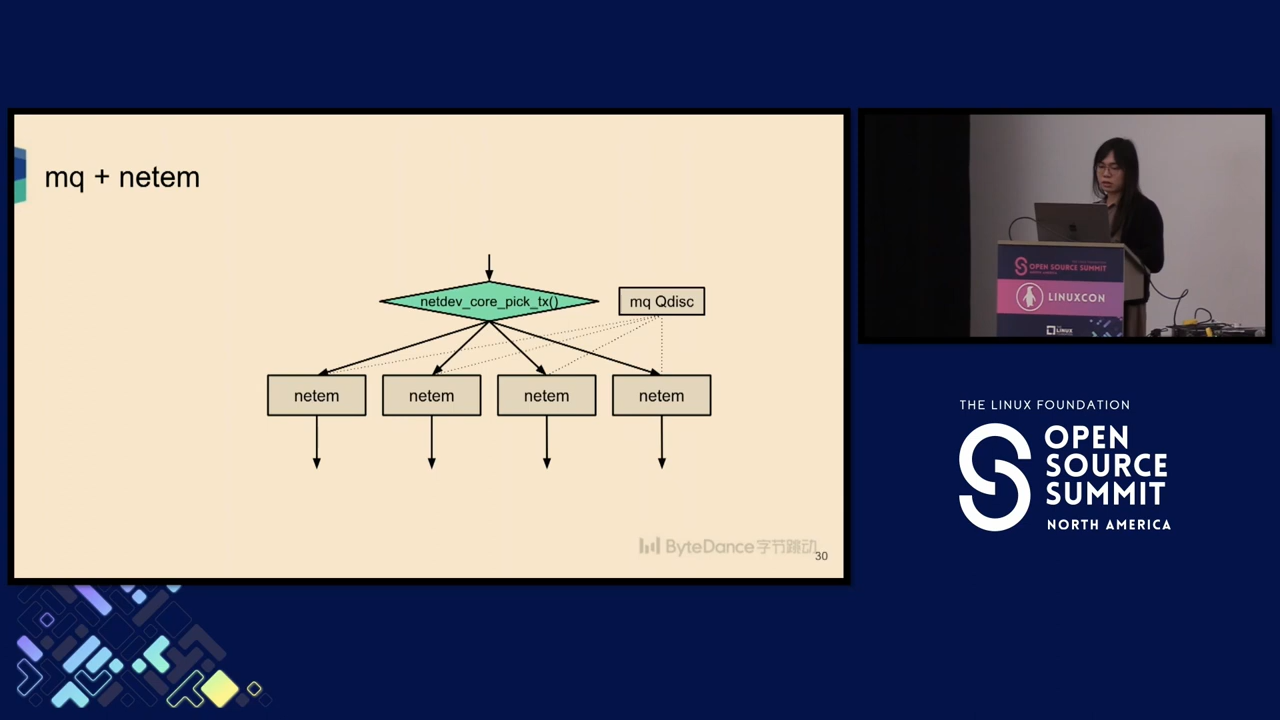 mq + netem
netdev_core_pick_tx()
mq Qdisc
netem
netem
netem
netem
ByteDance字节跳动
30
OPEN SOURCE SUMMIT
LINUXCON
THE LINUX FOUNDATION
OPEN
SOURCE
SUMMIT
NORTH AMERICA